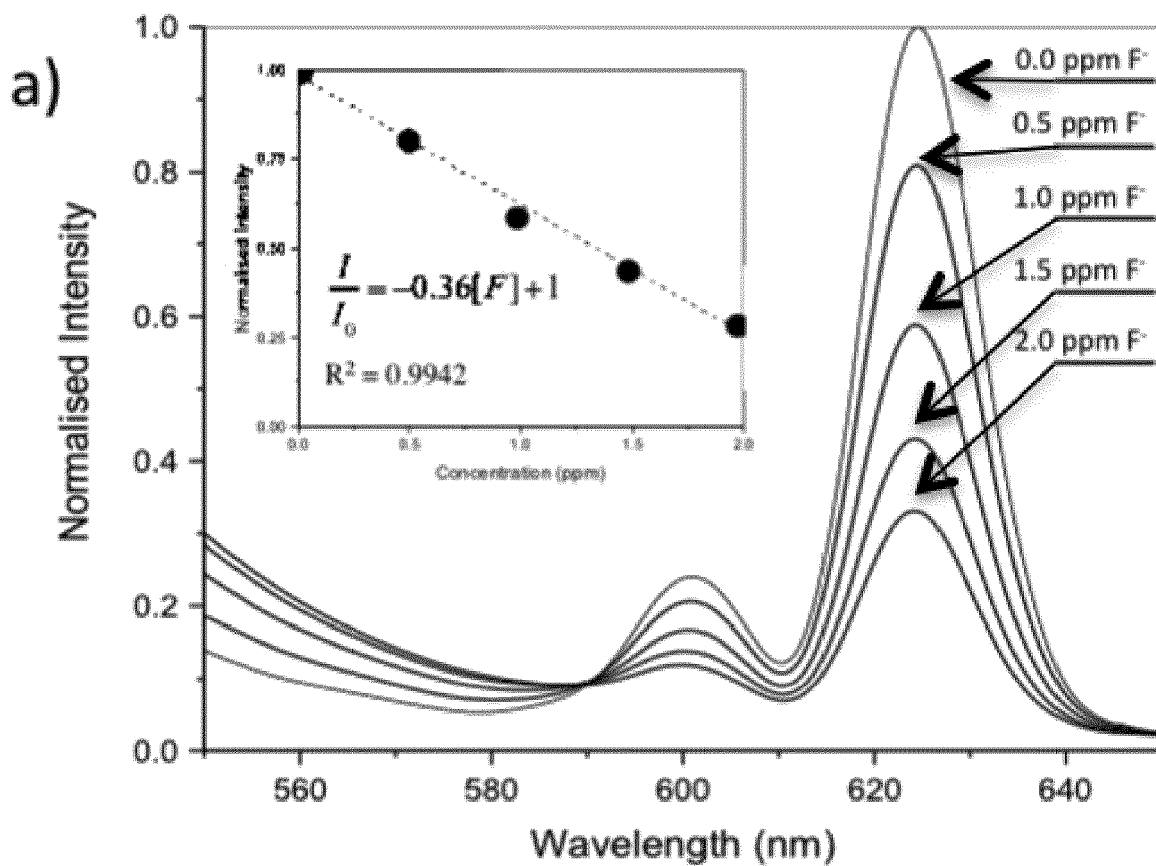 a)
1.0
0.8
0.6
0.4
0.2
0.0
Normalised Intensity
560
580
600
620
640
Wavelength (nm)
0.0 ppm F⁻
0.5 ppm F⁻
1.0 ppm F⁻
1.5 ppm F⁻
2.0 ppm F⁻
1.00
0.75
0.50
0.25
0.00
Normalised Intensity
I/I₀ = −0.36[F]+1
R² = 0.9942
0.0
0.5
1.0
1.5
2.0
Concentration (ppm)